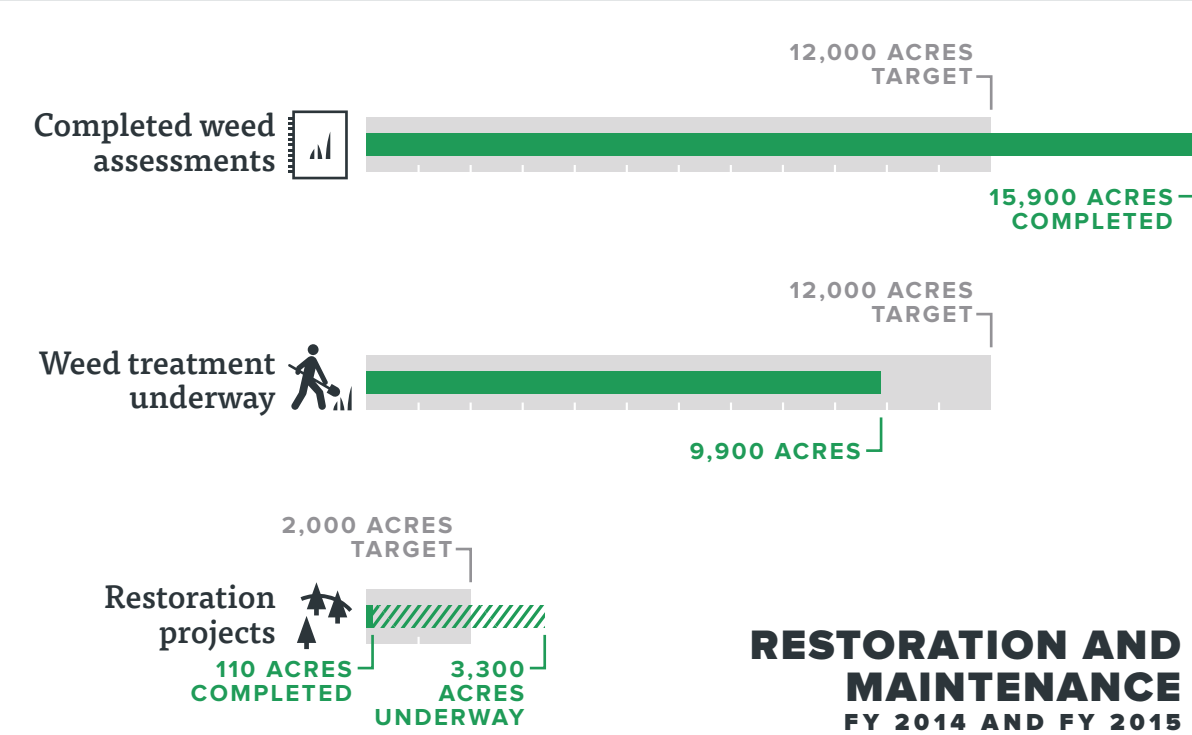 12,000 ACRES
TARGET
Completed weed
assessments
15,900 ACRES
COMPLETED
12,000 ACRES
TARGET
Weed treatment
underway
9,900 ACRES
2,000 ACRES
TARGET
Restoration
projects
110 ACRES
COMPLETED
3,300
ACRES
UNDERWAY
RESTORATION AND
MAINTENANCE
FY 2014 AND FY 2015